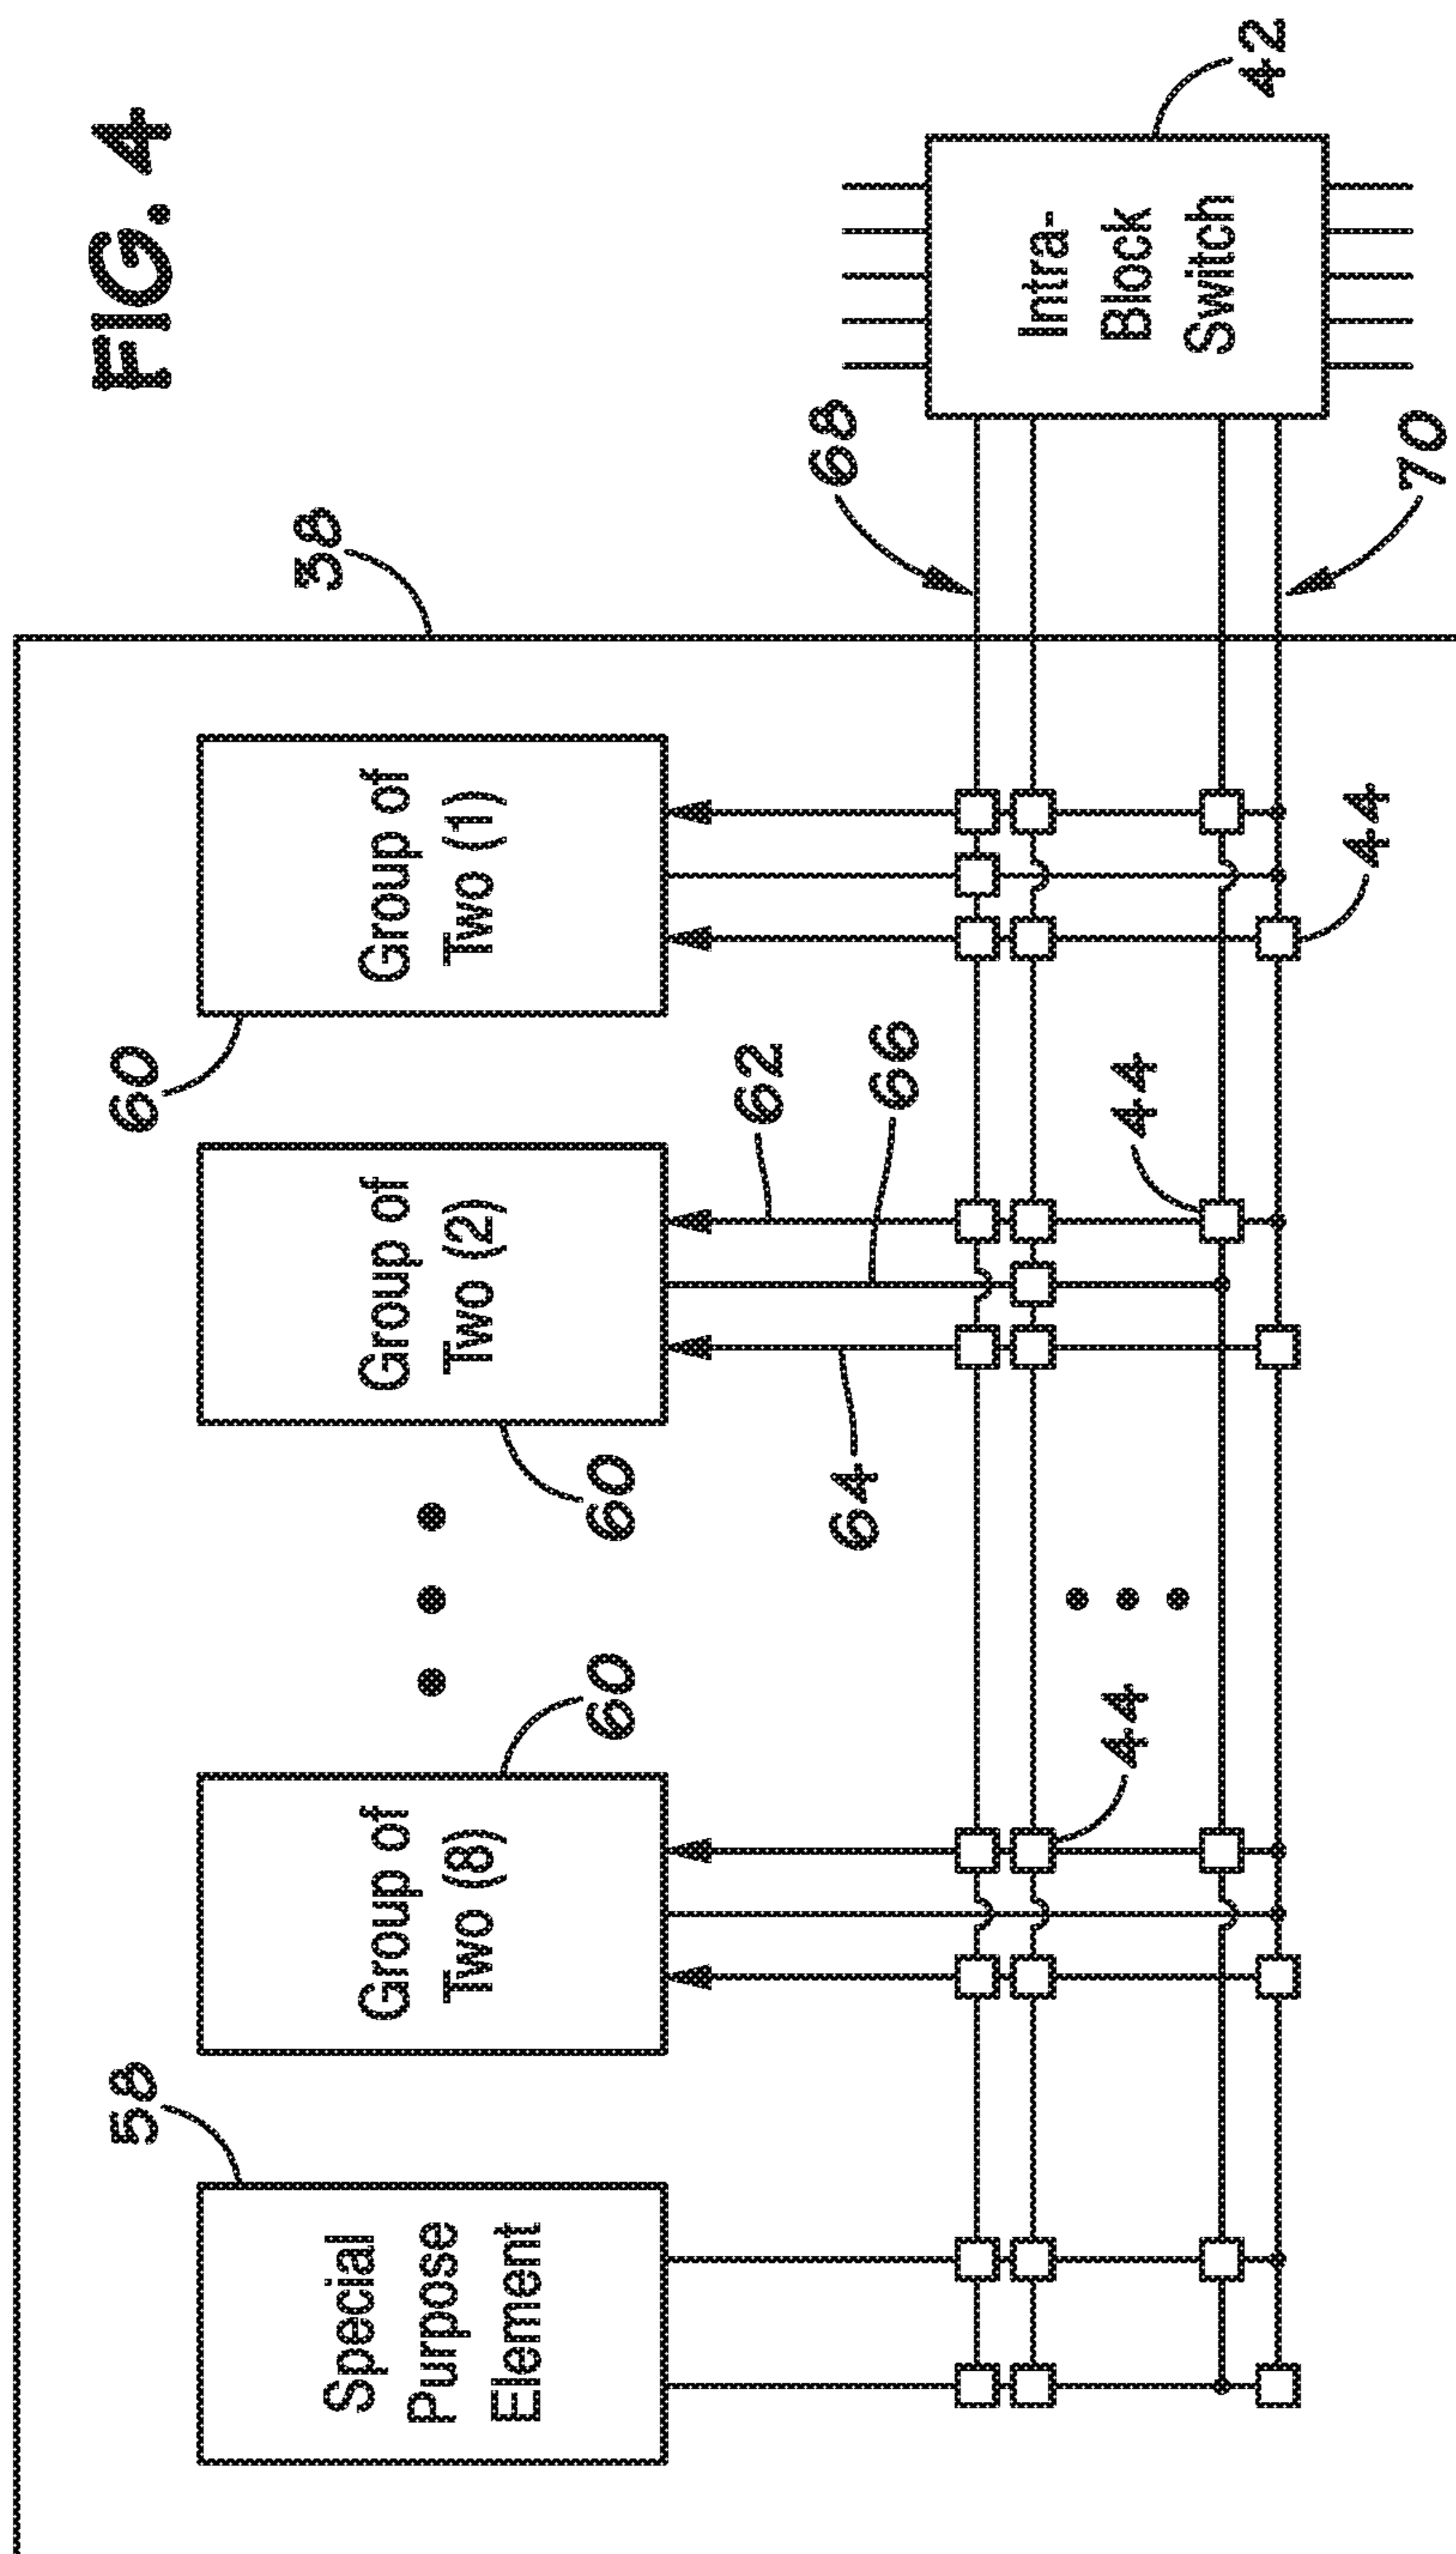 FIG. 4
38
58
60
60
60
Special
Purpose
Element
Group of
Two (8)
Group of
Two (2)
Group of
Two (1)
64
66
62
68
42
44
44
44
Intra-
Block
Switch
70